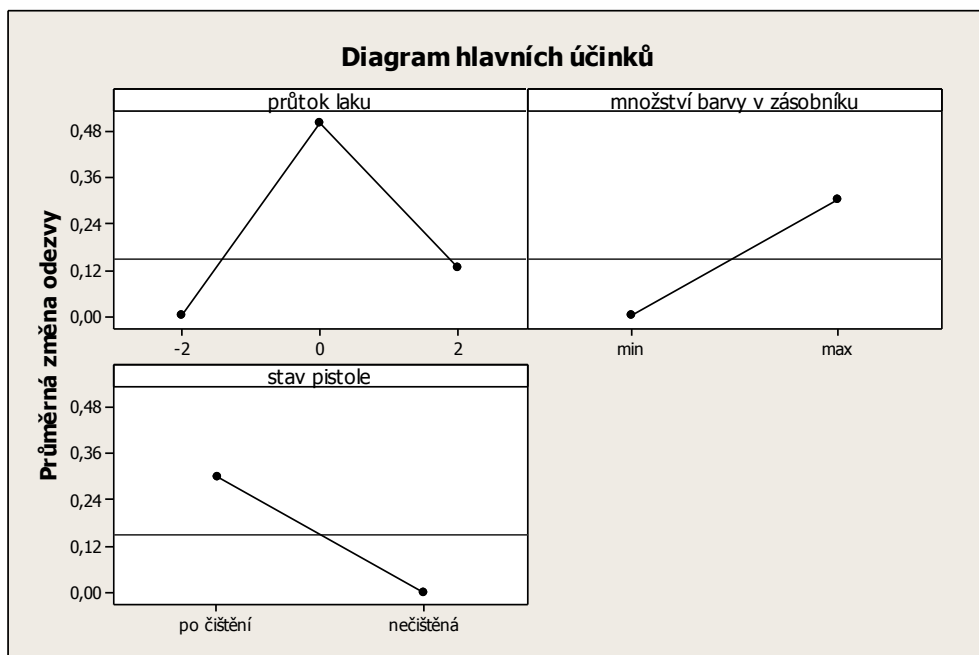 Diagram hlavních účinků
Průměrná změna odezvy
průtok laku
0,48
0,36
0,24
0,12
0,00
-2 0 2
množství barvy v zásobníku
min max
stav pistole
0,48
0,36
0,24
0,12
0,00
po čištění nečištěná